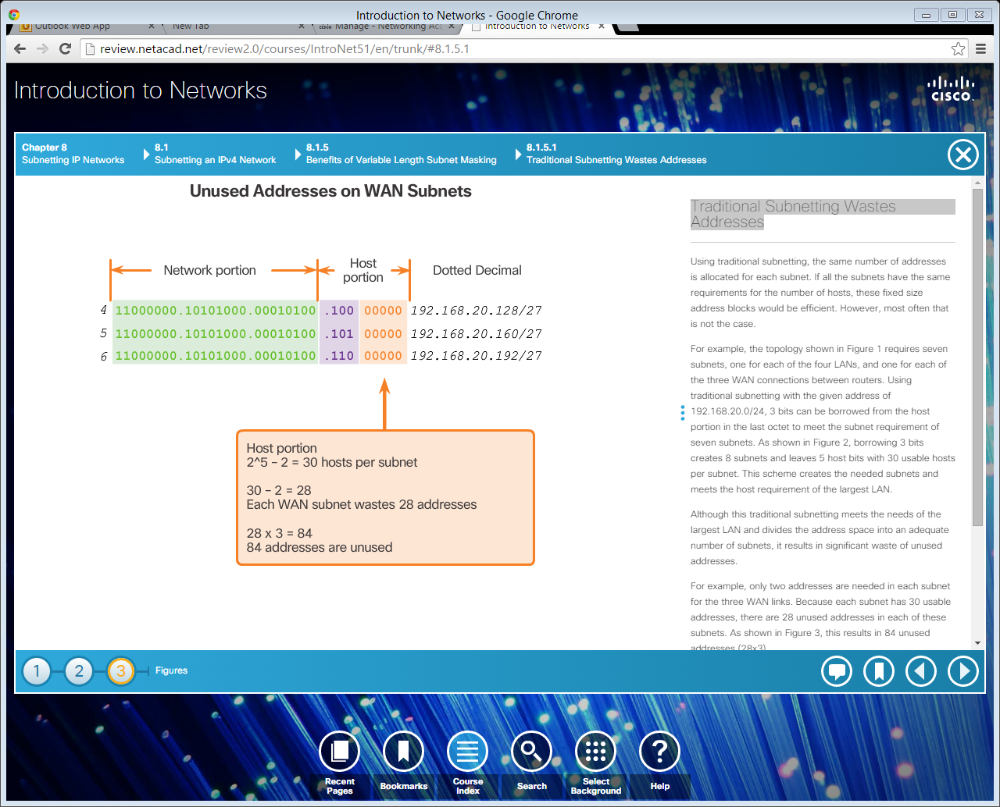 Introduction to Networks - Google Chrome
Outlook Web App
New Tab
Manage - Networking Aca
Introduction to Networks
review.netacad.net/review2.0/courses/IntroNet51/en/trunk/#8.1.5.1
Introduction to Networks
CISCO.
Chapter 8
Subnetting IP Networks
8.1
Subnetting an IPv4 Network
8.1.5
Benefits of Variable Length Subnet Masking
8.1.5.1
Traditional Subnetting Wastes Addresses
Unused Addresses on WAN Subnets
Network portion
Host
portion
Dotted Decimal
4 11000000.10101000.00010100 .100 00000 192.168.20.128/27
5 11000000.10101000.00010100 .101 00000 192.168.20.160/27
6 11000000.10101000.00010100 .110 00000 192.168.20.192/27
Host portion
2^5 – 2 = 30 hosts per subnet
30 – 2 = 28
Each WAN subnet wastes 28 addresses
28 x 3 = 84
84 addresses are unused
Traditional Subnetting Wastes
Addresses
Using traditional subnetting, the same number of addresses
is allocated for each subnet. If all the subnets have the same
requirements for the number of hosts, these fixed size
address blocks would be efficient. However, most often that
is not the case.
For example, the topology shown in Figure 1 requires seven
subnets, one for each of the four LANs, and one for each of
the three WAN connections between routers. Using
traditional subnetting with the given address of
192.168.20.0/24, 3 bits can be borrowed from the host
portion in the last octet to meet the subnet requirement of
seven subnets. As shown in Figure 2, borrowing 3 bits
creates 8 subnets and leaves 5 host bits with 30 usable hosts
per subnet. This scheme creates the needed subnets and
meets the host requirement of the largest LAN.
Although this traditional subnetting meets the needs of the
largest LAN and divides the address space into an adequate
number of subnets, it results in significant waste of unused
addresses.
For example, only two addresses are needed in each subnet
for the three WAN links. Because each subnet has 30 usable
addresses, there are 28 unused addresses in each of these
subnets. As shown in Figure 3, this results in 84 unused
addresses (28x3)
1 2 3 Figures
Recent
Pages
Bookmarks
Course
Index
Search
Select
Background
Help